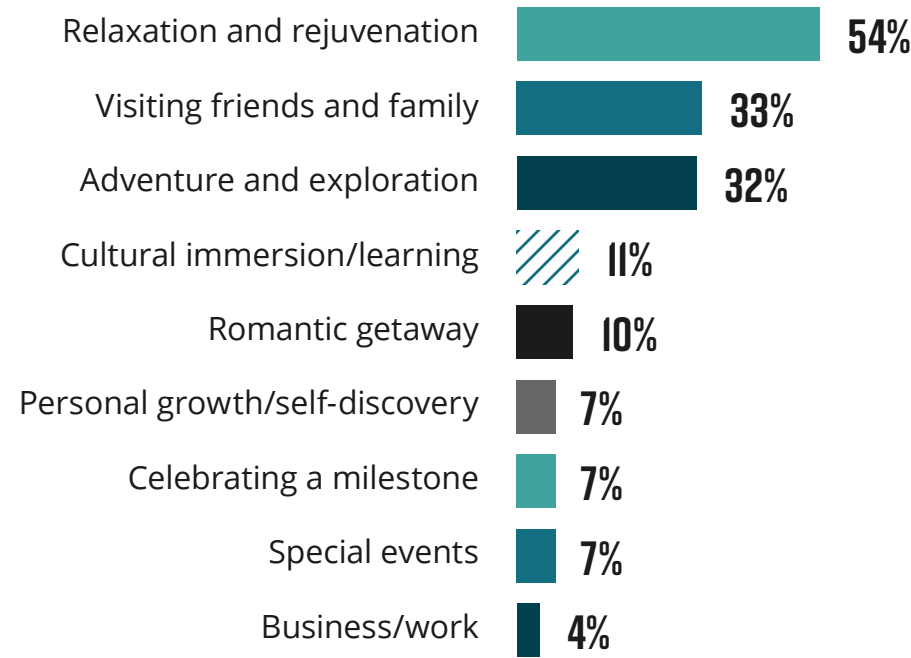 Relaxation and rejuvenation 54%
Visiting friends and family 33%
Adventure and exploration 32%
Cultural immersion/learning 11%
Romantic getaway 10%
Personal growth/self-discovery 7%
Celebrating a milestone 7%
Special events 7%
Business/work 4%